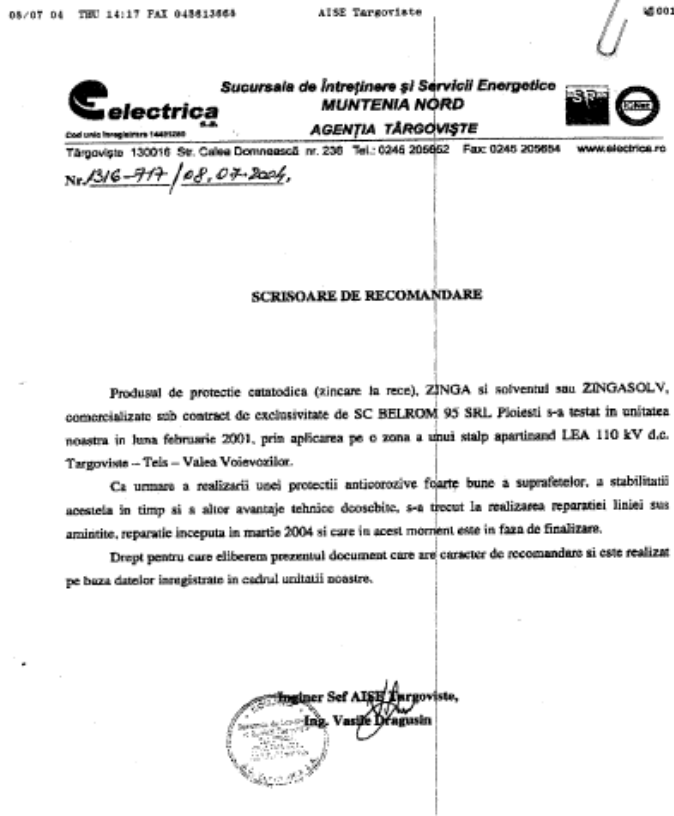 08/07 04 THU 14:17 FAX 045613668 AISE Targoviste 001
electrica s.a.
Sucursala de Întreţinere şi Servicii Energetice
MUNTENIA NORD
AGENŢIA TÂRGOVIŞTE
Cod unic înregistrare
Târgovişte 130016 Str. Calea Domnească nr. 236 Tel.: 0245 205652 Fax: 0245 205654 www.electrica.ro
Nr. 1316-717/08.07.2004.
SCRISOARE DE RECOMANDARE
Produsul de protectie catatodica (zincare la rece), ZINGA si solventul sau ZINGASOLV,
comercializate sub contract de exclusivitate de SC BELROM 95 SRL Ploiesti s-a testat in unitatea
noastra in luna februarie 2001, prin aplicarea pe o zona a unui stalp apartinand LEA 110 kV d.c.
Targoviste – Teis – Valea Voievozilor.
Ca urmare a realizarii unei protectii anticorozive foarte bune a suprafetelor, a stabilitatii
acesteia in timp si a altor avantaje tehnice deosebite, s-a trecut la realizarea reparatiei liniei sus
amintite, reparatie inceputa in martie 2004 si care in acest moment este in faza de finalizare.
Drept pentru care eliberem prezentul document care are caracter de recomandare si este realizat
pe baza datelor inregistrate in cadrul unitatii noastre.
Inginer Sef AISE Targoviste,
Ing. Vasile Dragusin